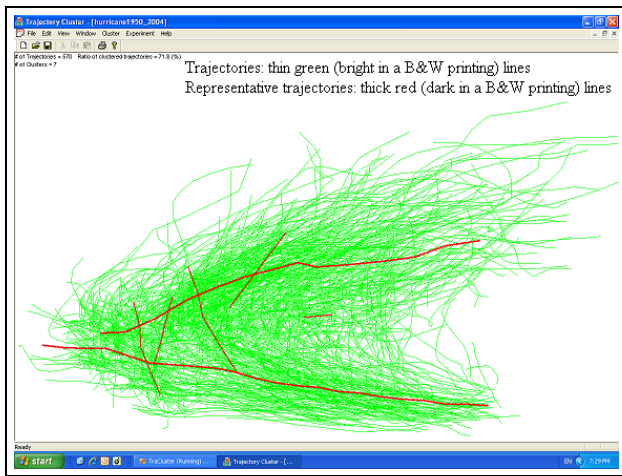 Trajectory Cluster - [hurricane1950_2004]
File Edit View Window Cluster Experiment Help
# of Trajectories = 570 Ratio of clustered trajectories = 71.8 (%)
# of Clusters = 7
Trajectories: thin green (bright in a B&W printing) lines
Representative trajectories: thick red (dark in a B&W printing) lines
Ready
start TraCluster (Running) ... Trajectory Cluster - [... EN 7:29 PM